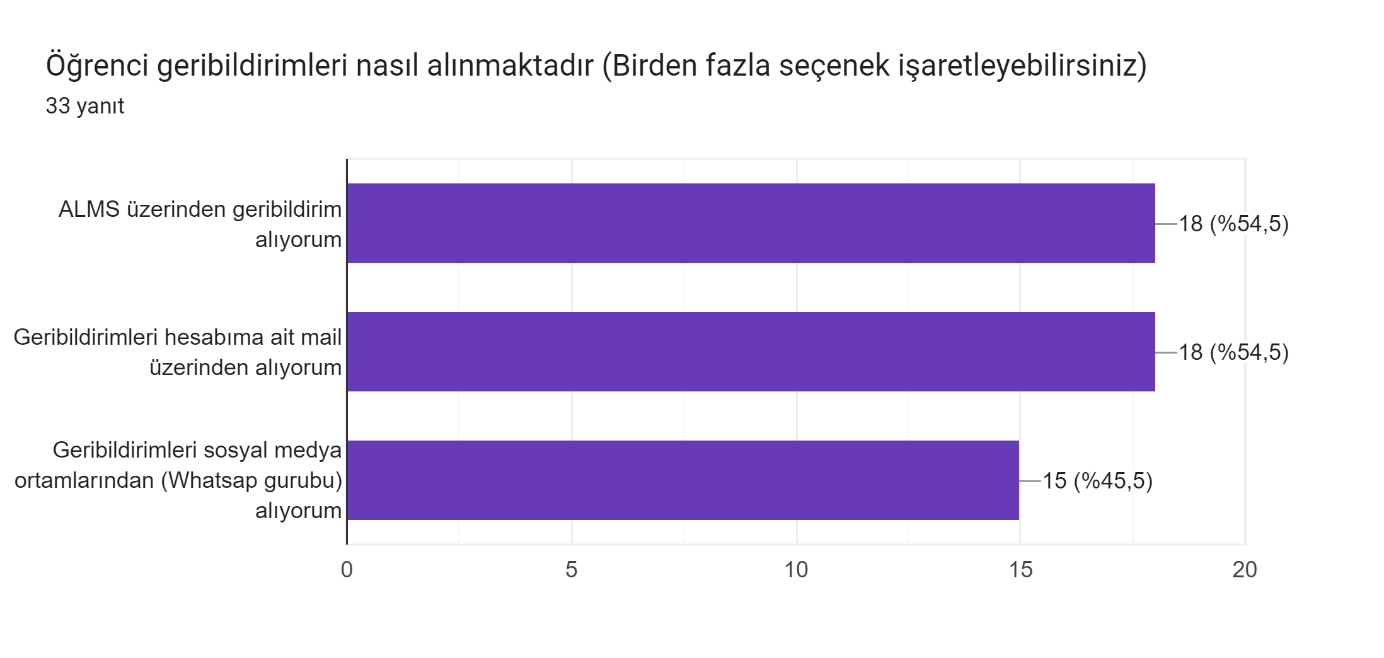 Öğrenci geribildirimleri nasıl alınmaktadır (Birden fazla seçenek işaretleyebilirsiniz)
33 yanıt
ALMS üzerinden geribildirim
alıyorum
18 (%54,5)
Geribildirimleri hesabıma ait mail
üzerinden alıyorum
18 (%54,5)
Geribildirimleri sosyal medya
ortamlarından (Whatsap gurubu)
alıyorum
15 (%45,5)
0 5 10 15 20